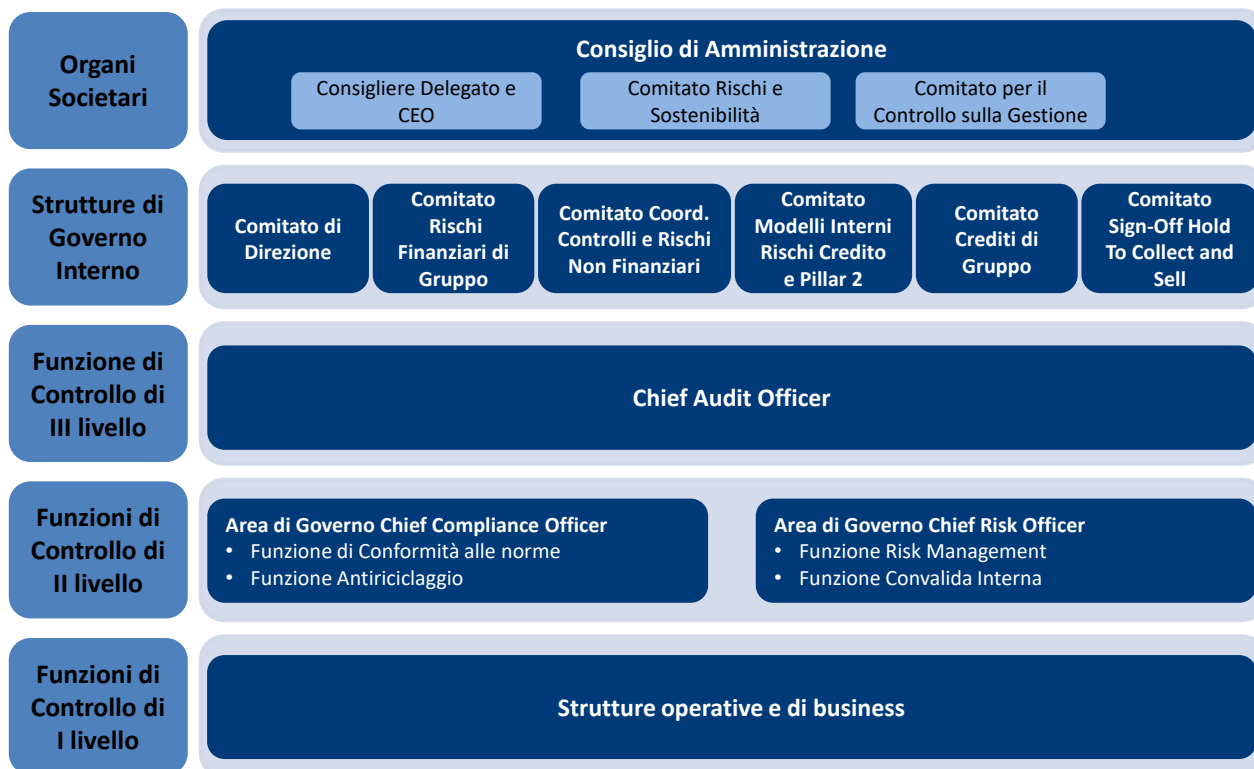 Organi
Societari
Consiglio di Amministrazione
Consigliere Delegato e
CEO
Comitato Rischi e
Sostenibilità
Comitato per il
Controllo sulla Gestione
Strutture di
Governo
Interno
Comitato di
Direzione
Comitato
Rischi
Finanziari di
Gruppo
Comitato Coord.
Controlli e Rischi
Non Finanziari
Comitato
Modelli Interni
Rischi Credito
e Pillar 2
Comitato
Crediti di
Gruppo
Comitato
Sign-Off Hold
To Collect and
Sell
Funzione di
Controllo di
III livello
Chief Audit Officer
Funzioni di
Controllo di
II livello
Area di Governo Chief Compliance Officer
• Funzione di Conformità alle norme
• Funzione Antiriciclaggio
Area di Governo Chief Risk Officer
• Funzione Risk Management
• Funzione Convalida Interna
Funzioni di
Controllo di
I livello
Strutture operative e di business